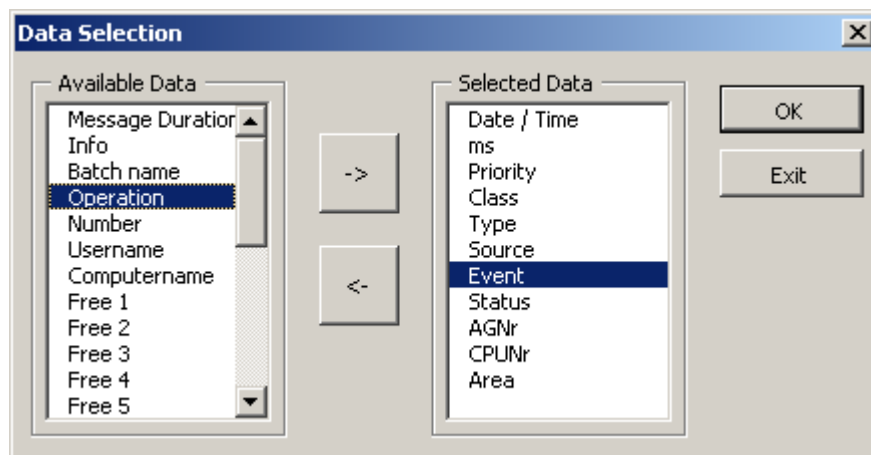 Data Selection
Available Data
Message Duration
Info
Batch name
Operation
Number
Username
Computername
Free 1
Free 2
Free 3
Free 4
Free 5
->
<-
Selected Data
Date / Time
ms
Priority
Class
Type
Source
Event
Status
AGNr
CPUNr
Area
OK
Exit